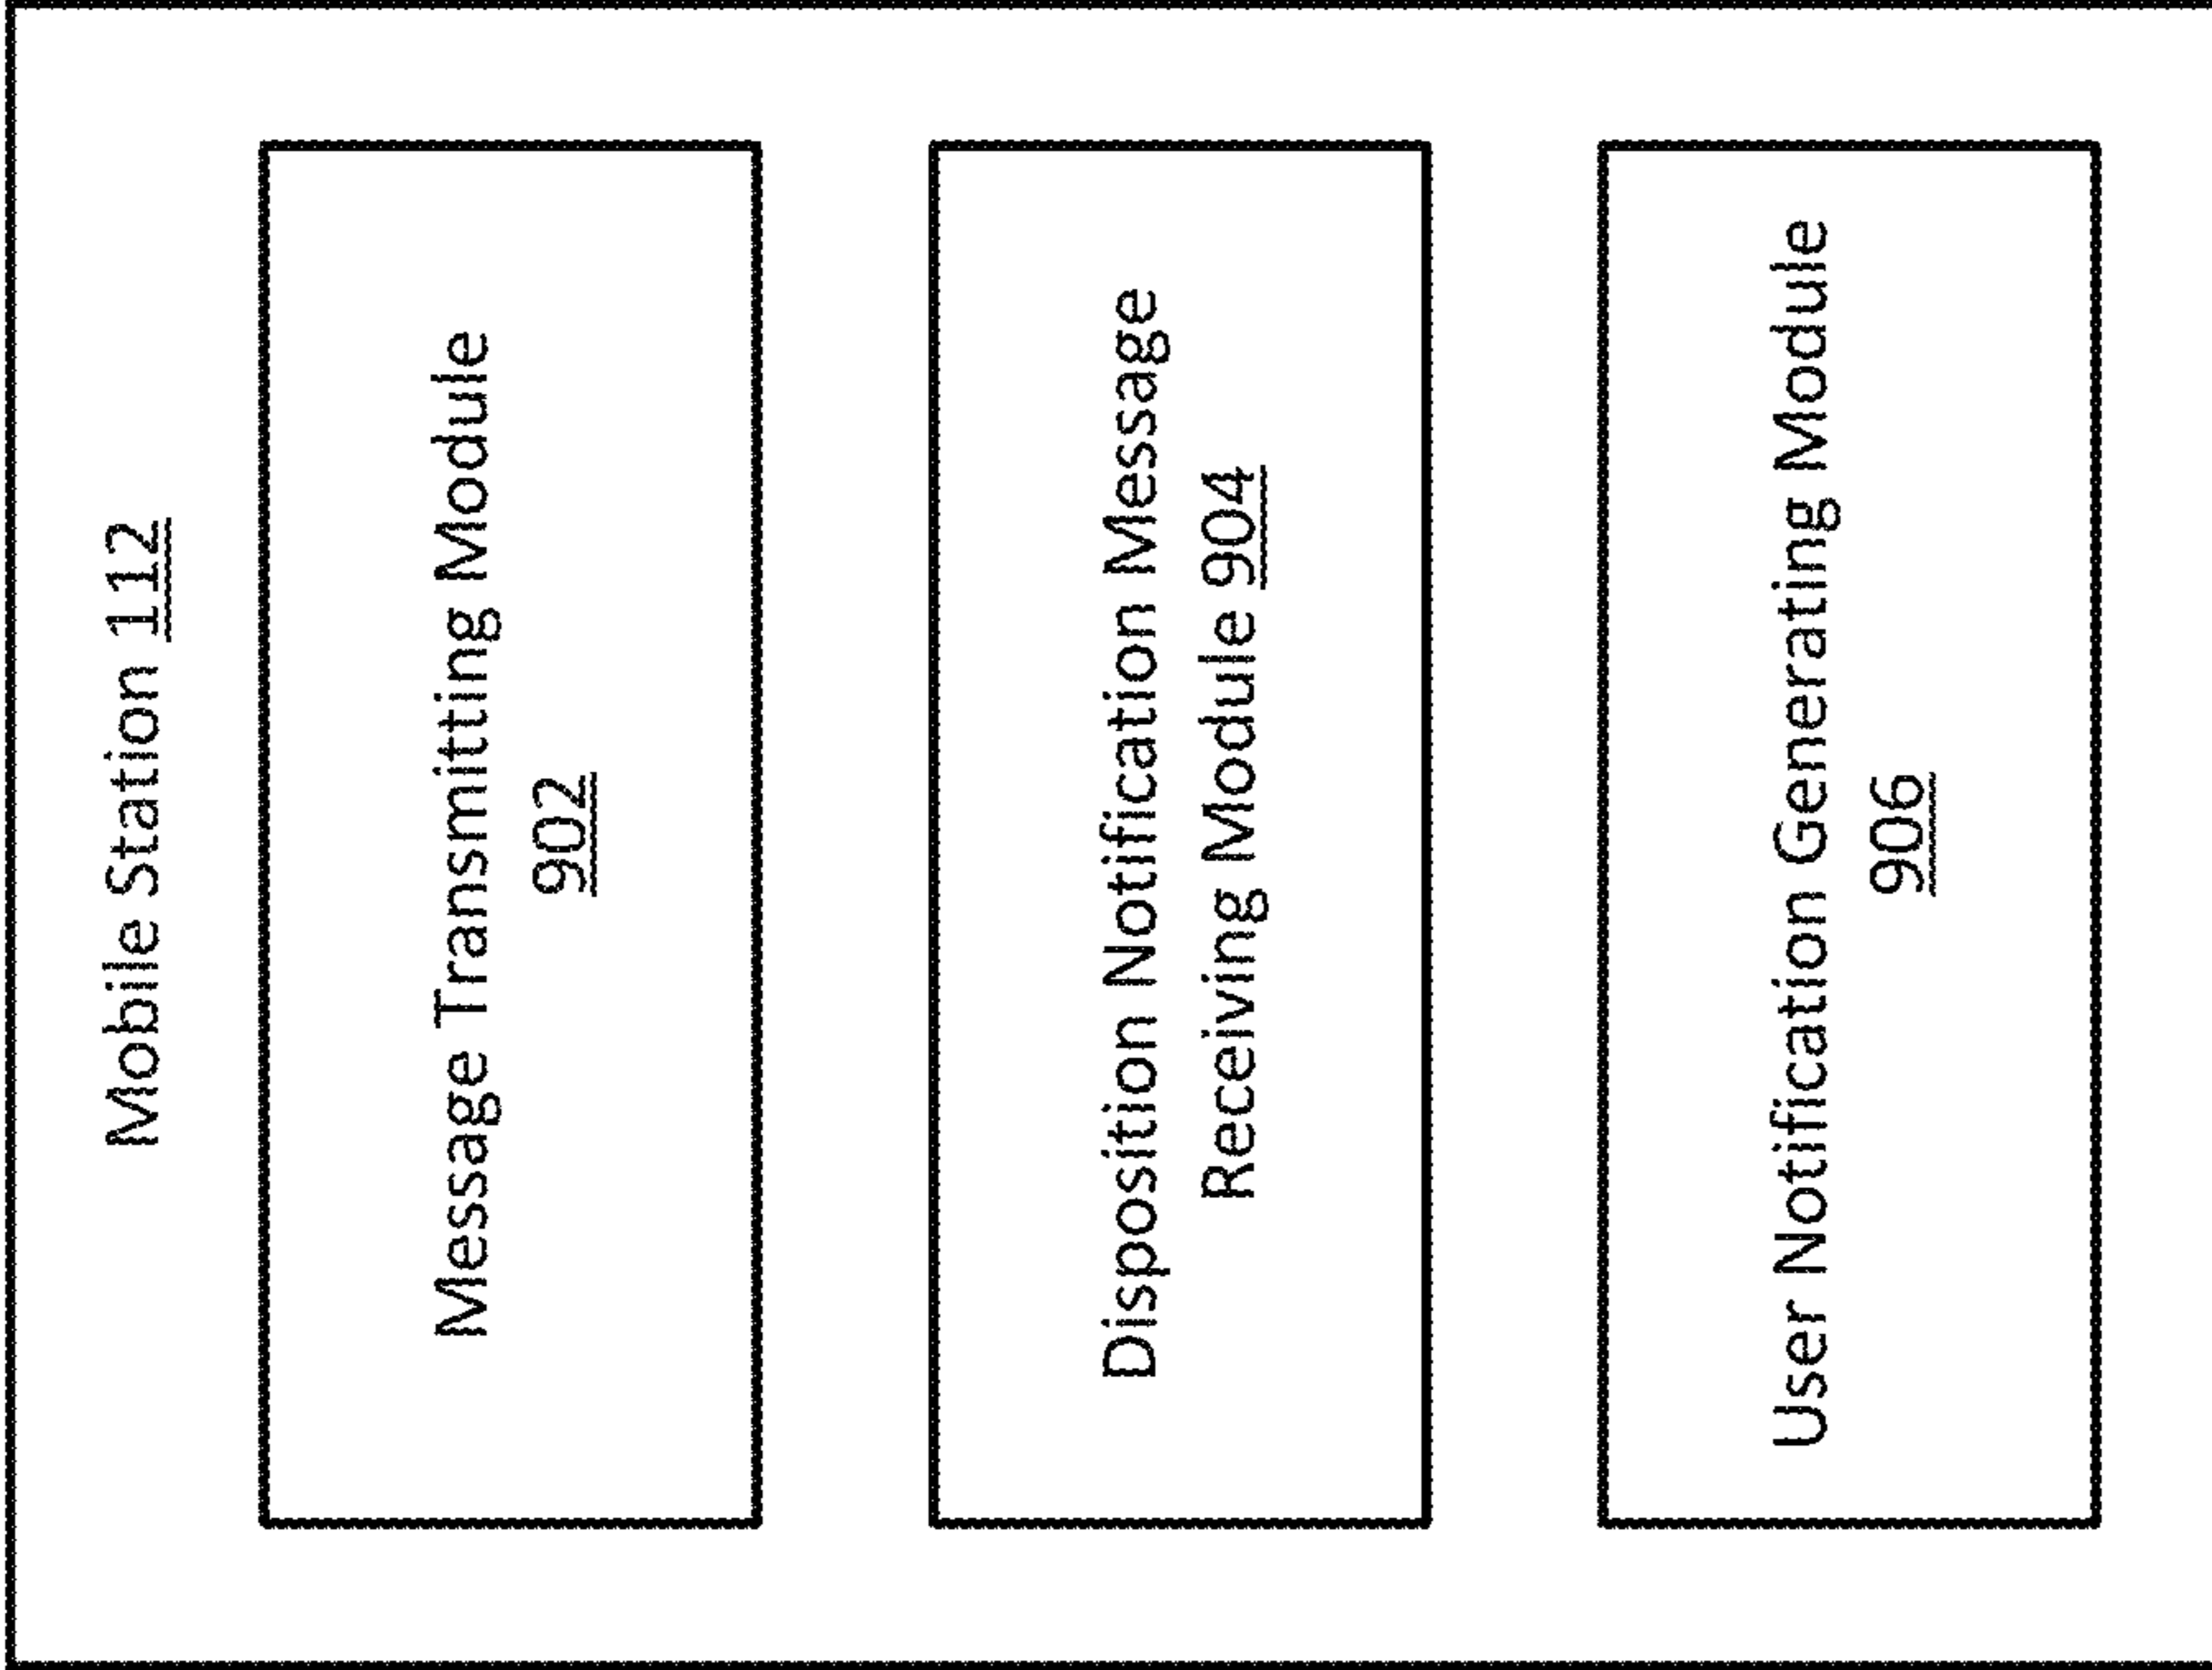 Mobile Station 112
Message Transmitting Module
902
Disposition Notification Message
Receiving Module 904
User Notification Generating Module
906